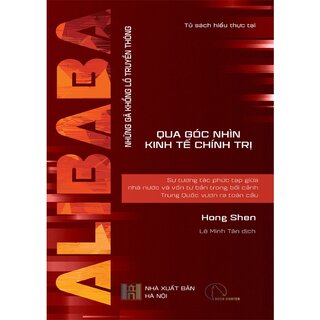 Tủ sách hiểu thực tại
ALIBABA
NHỮNG GÃ KHỔNG LỒ TRUYỀN THÔNG
QUA GÓC NHÌN
KINH TẾ CHÍNH TRỊ
Sự tương tác phức tạp giữa
nhà nước và vốn tư bản trong bối cảnh
Trung Quốc vươn ra toàn cầu
Hong Shen
Lê Minh Tân dịch
NHÀ XUẤT BẢN
HÀ NỘI
BOOK HUNTER